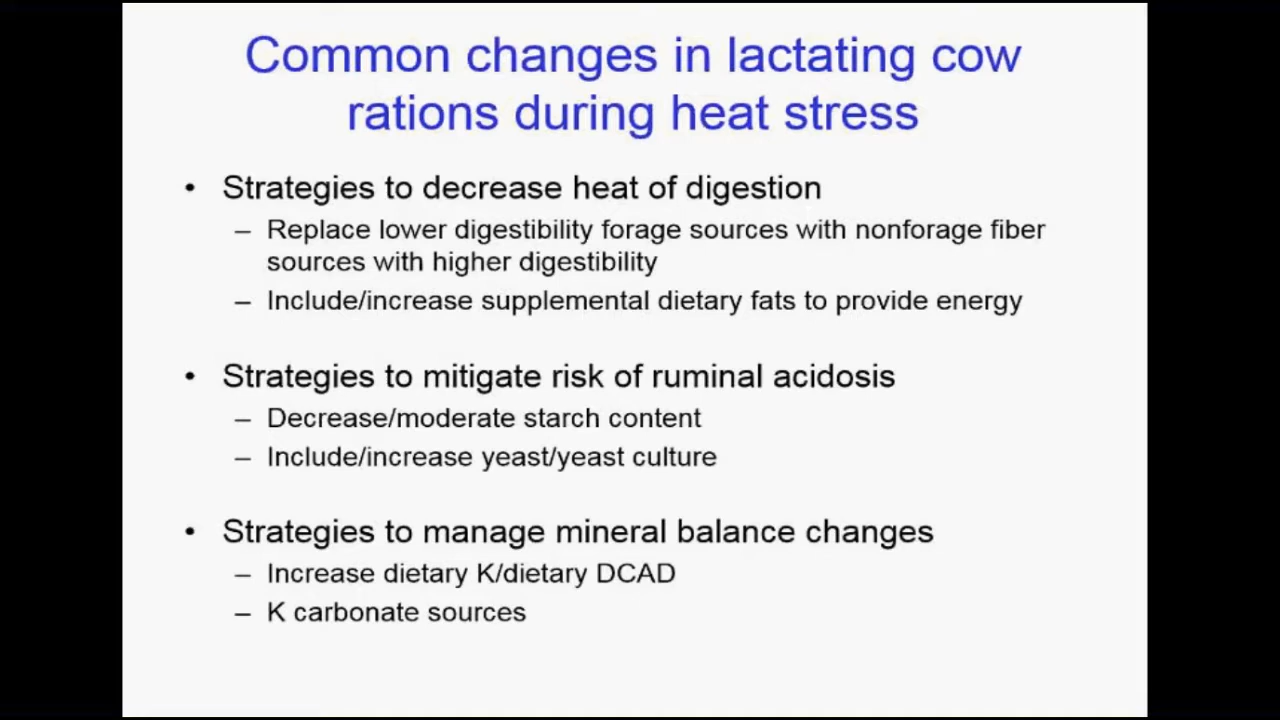 Common changes in lactating cow
rations during heat stress
• Strategies to decrease heat of digestion
– Replace lower digestibility forage sources with nonforage fiber
sources with higher digestibility
– Include/increase supplemental dietary fats to provide energy
• Strategies to mitigate risk of ruminal acidosis
– Decrease/moderate starch content
– Include/increase yeast/yeast culture
• Strategies to manage mineral balance changes
– Increase dietary K/dietary DCAD
– K carbonate sources